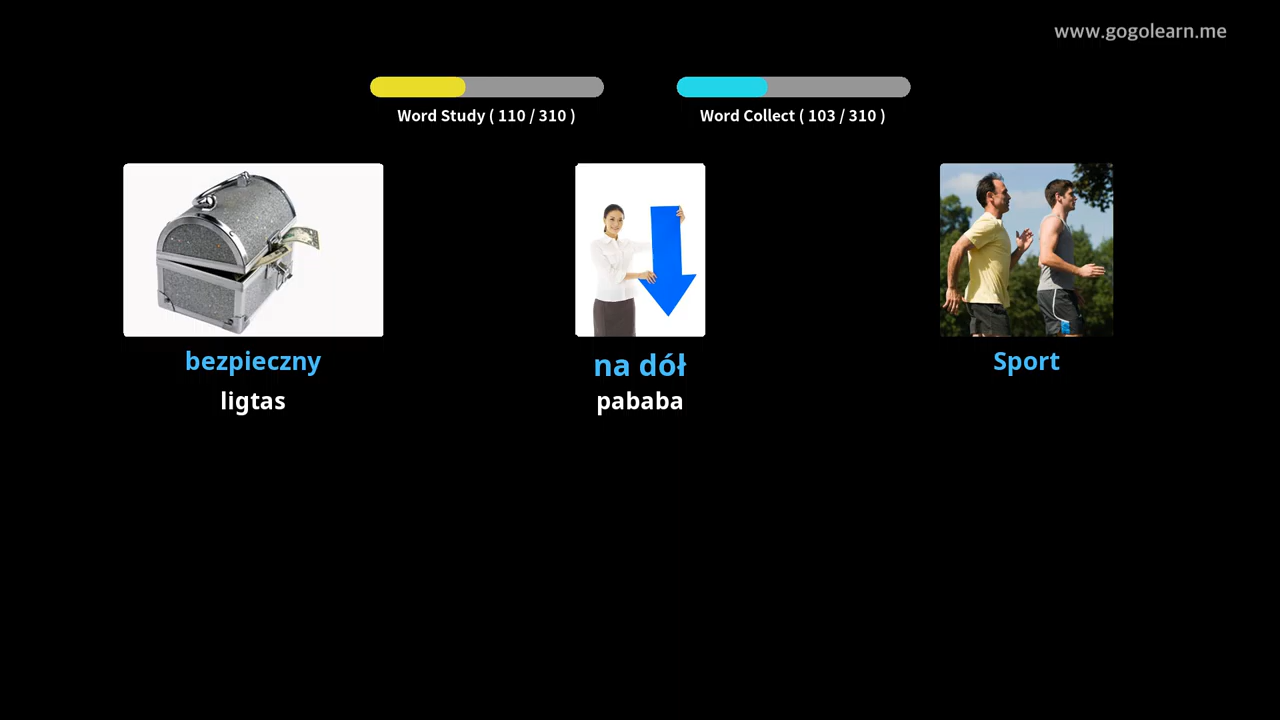 www.gogolearn.me
Word Study ( 110 / 310 )
Word Collect ( 103 / 310 )
bezpieczny
na dół
Sport
ligtas
pababa